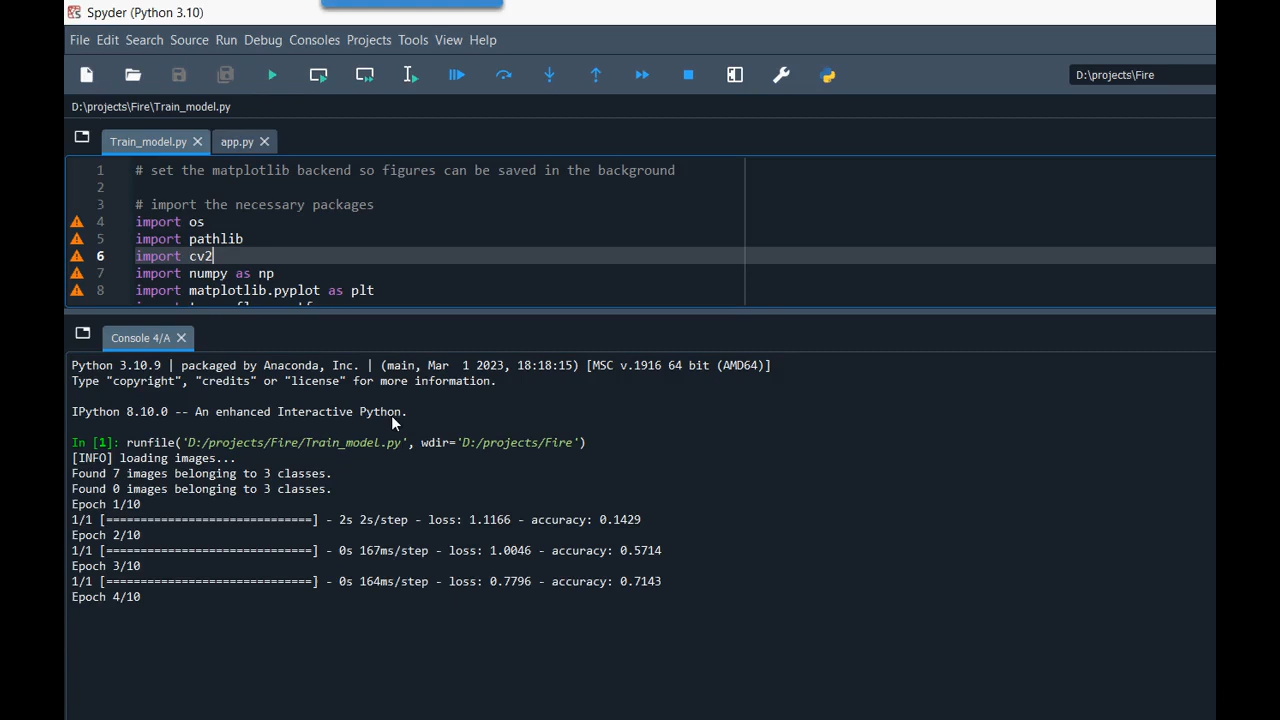 Spyder (Python 3.10)
File Edit Search Source Run Debug Consoles Projects Tools View Help
D:\projects\Fire
D:\projects\Fire\Train_model.py
Train_model.py app.py
1 # set the matplotlib backend so figures can be saved in the background
2
3 # import the necessary packages
4 import os
5 import pathlib
6 import cv2
7 import numpy as np
8 import matplotlib.pyplot as plt
Console 4/A
Python 3.10.9 | packaged by Anaconda, Inc. | (main, Mar  1 2023, 18:18:15) [MSC v.1916 64 bit (AMD64)]
Type "copyright", "credits" or "license" for more information.
IPython 8.10.0 -- An enhanced Interactive Python.
In [1]: runfile('D:/projects/Fire/Train_model.py', wdir='D:/projects/Fire')
[INFO] loading images...
Found 7 images belonging to 3 classes.
Found 0 images belonging to 3 classes.
Epoch 1/10
1/1 [==============================] - 2s 2s/step - loss: 1.1166 - accuracy: 0.1429
Epoch 2/10
1/1 [==============================] - 0s 167ms/step - loss: 1.0046 - accuracy: 0.5714
Epoch 3/10
1/1 [==============================] - 0s 164ms/step - loss: 0.7796 - accuracy: 0.7143
Epoch 4/10